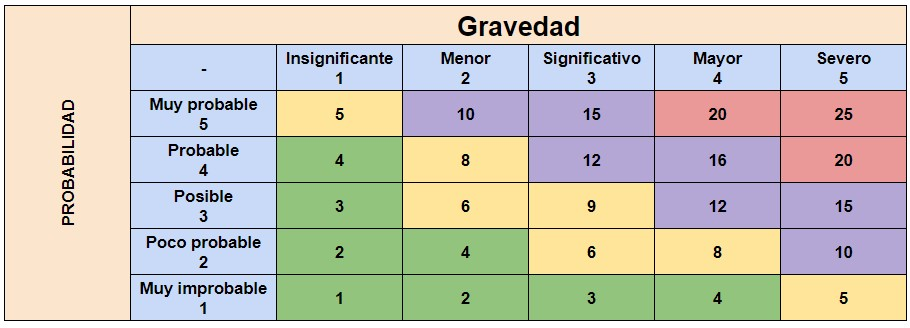 Gravedad
PROBABILIDAD
-
Insignificante Menor Significativo Mayor Severo
1 2 3 4 5
Muy probable
5
5 10 15 20 25
Probable
4
4 8 12 16 20
Posible
3
3 6 9 12 15
Poco probable
2
2 4 6 8 10
Muy improbable
1
1 2 3 4 5